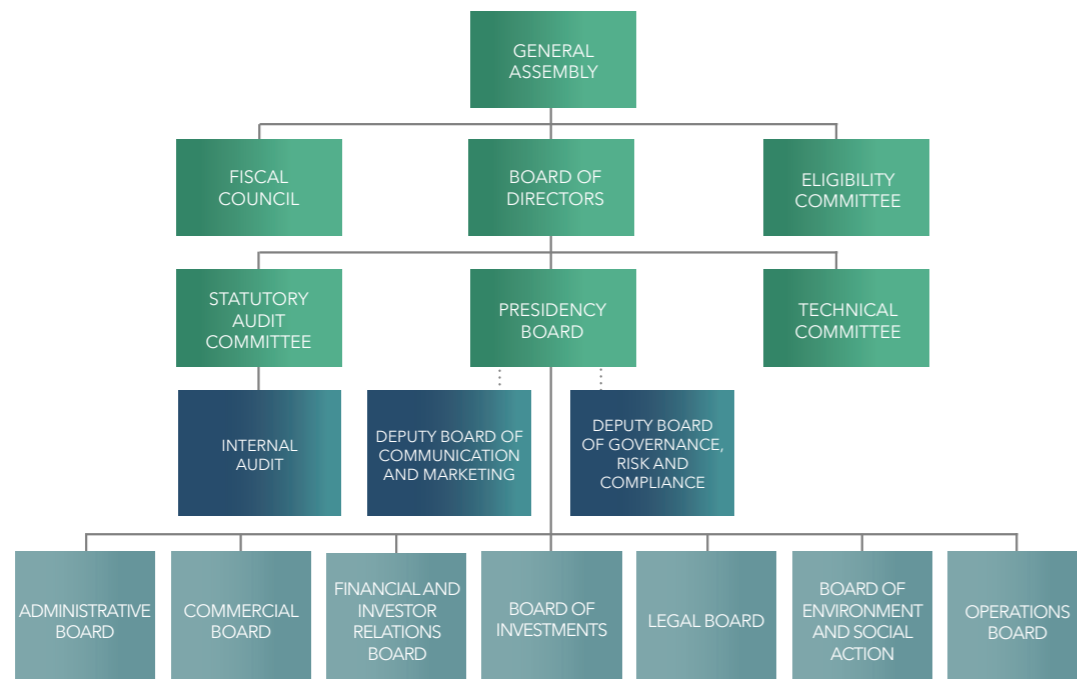 GENERAL
ASSEMBLY
FISCAL
COUNCIL
BOARD OF
DIRECTORS
ELIGIBILITY
COMMITTEE
STATUTORY
AUDIT
COMMITTEE
PRESIDENCY
BOARD
TECHNICAL
COMMITTEE
INTERNAL
AUDIT
DEPUTY BOARD OF
COMMUNICATION
AND MARKETING
DEPUTY BOARD
OF GOVERNANCE,
RISK AND
COMPLIANCE
ADMINISTRATIVE
BOARD
COMMERCIAL
BOARD
FINANCIAL AND
INVESTOR
RELATIONS
BOARD
BOARD OF
INVESTMENTS
LEGAL BOARD
BOARD OF
ENVIRONMENT
AND SOCIAL
ACTION
OPERATIONS
BOARD